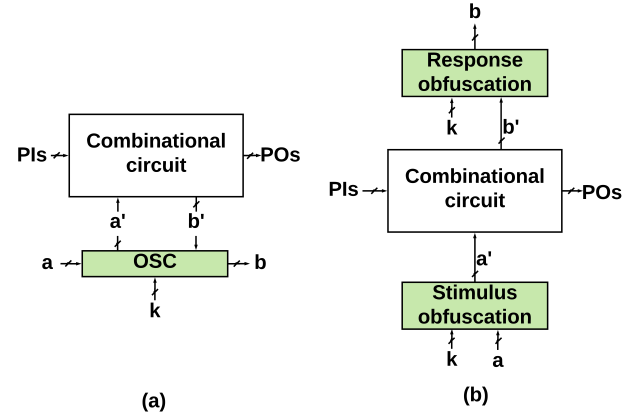 Combinational
circuit
PIs
POs
a'
b'
a
OSC
b
k
(a)
b
Response
obfuscation
k
b'
PIs
Combinational
circuit
POs
a'
Stimulus
obfuscation
k
a
(b)